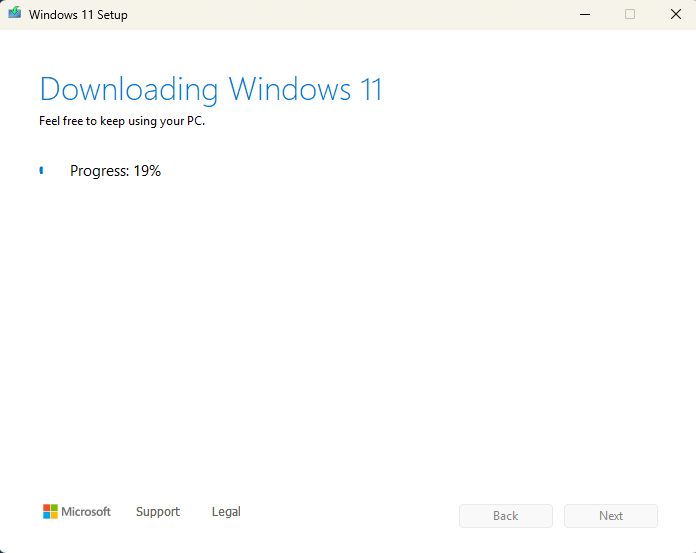 Windows 11 Setup
Downloading Windows 11
Feel free to keep using your PC.
Progress: 19%
Microsoft Support Legal
Back Next